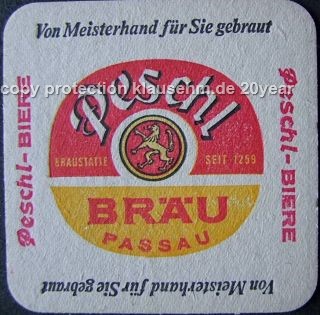 Von Meisterhand für Sie gebraut
copy protection klausehm.de 20year
Peschl
BRAUSTÄTTE SEIT 1259
BRÄU
PASSAU
Peschl-BIERE
Peschl-BIERE
Von Meisterhand für Sie gebraut